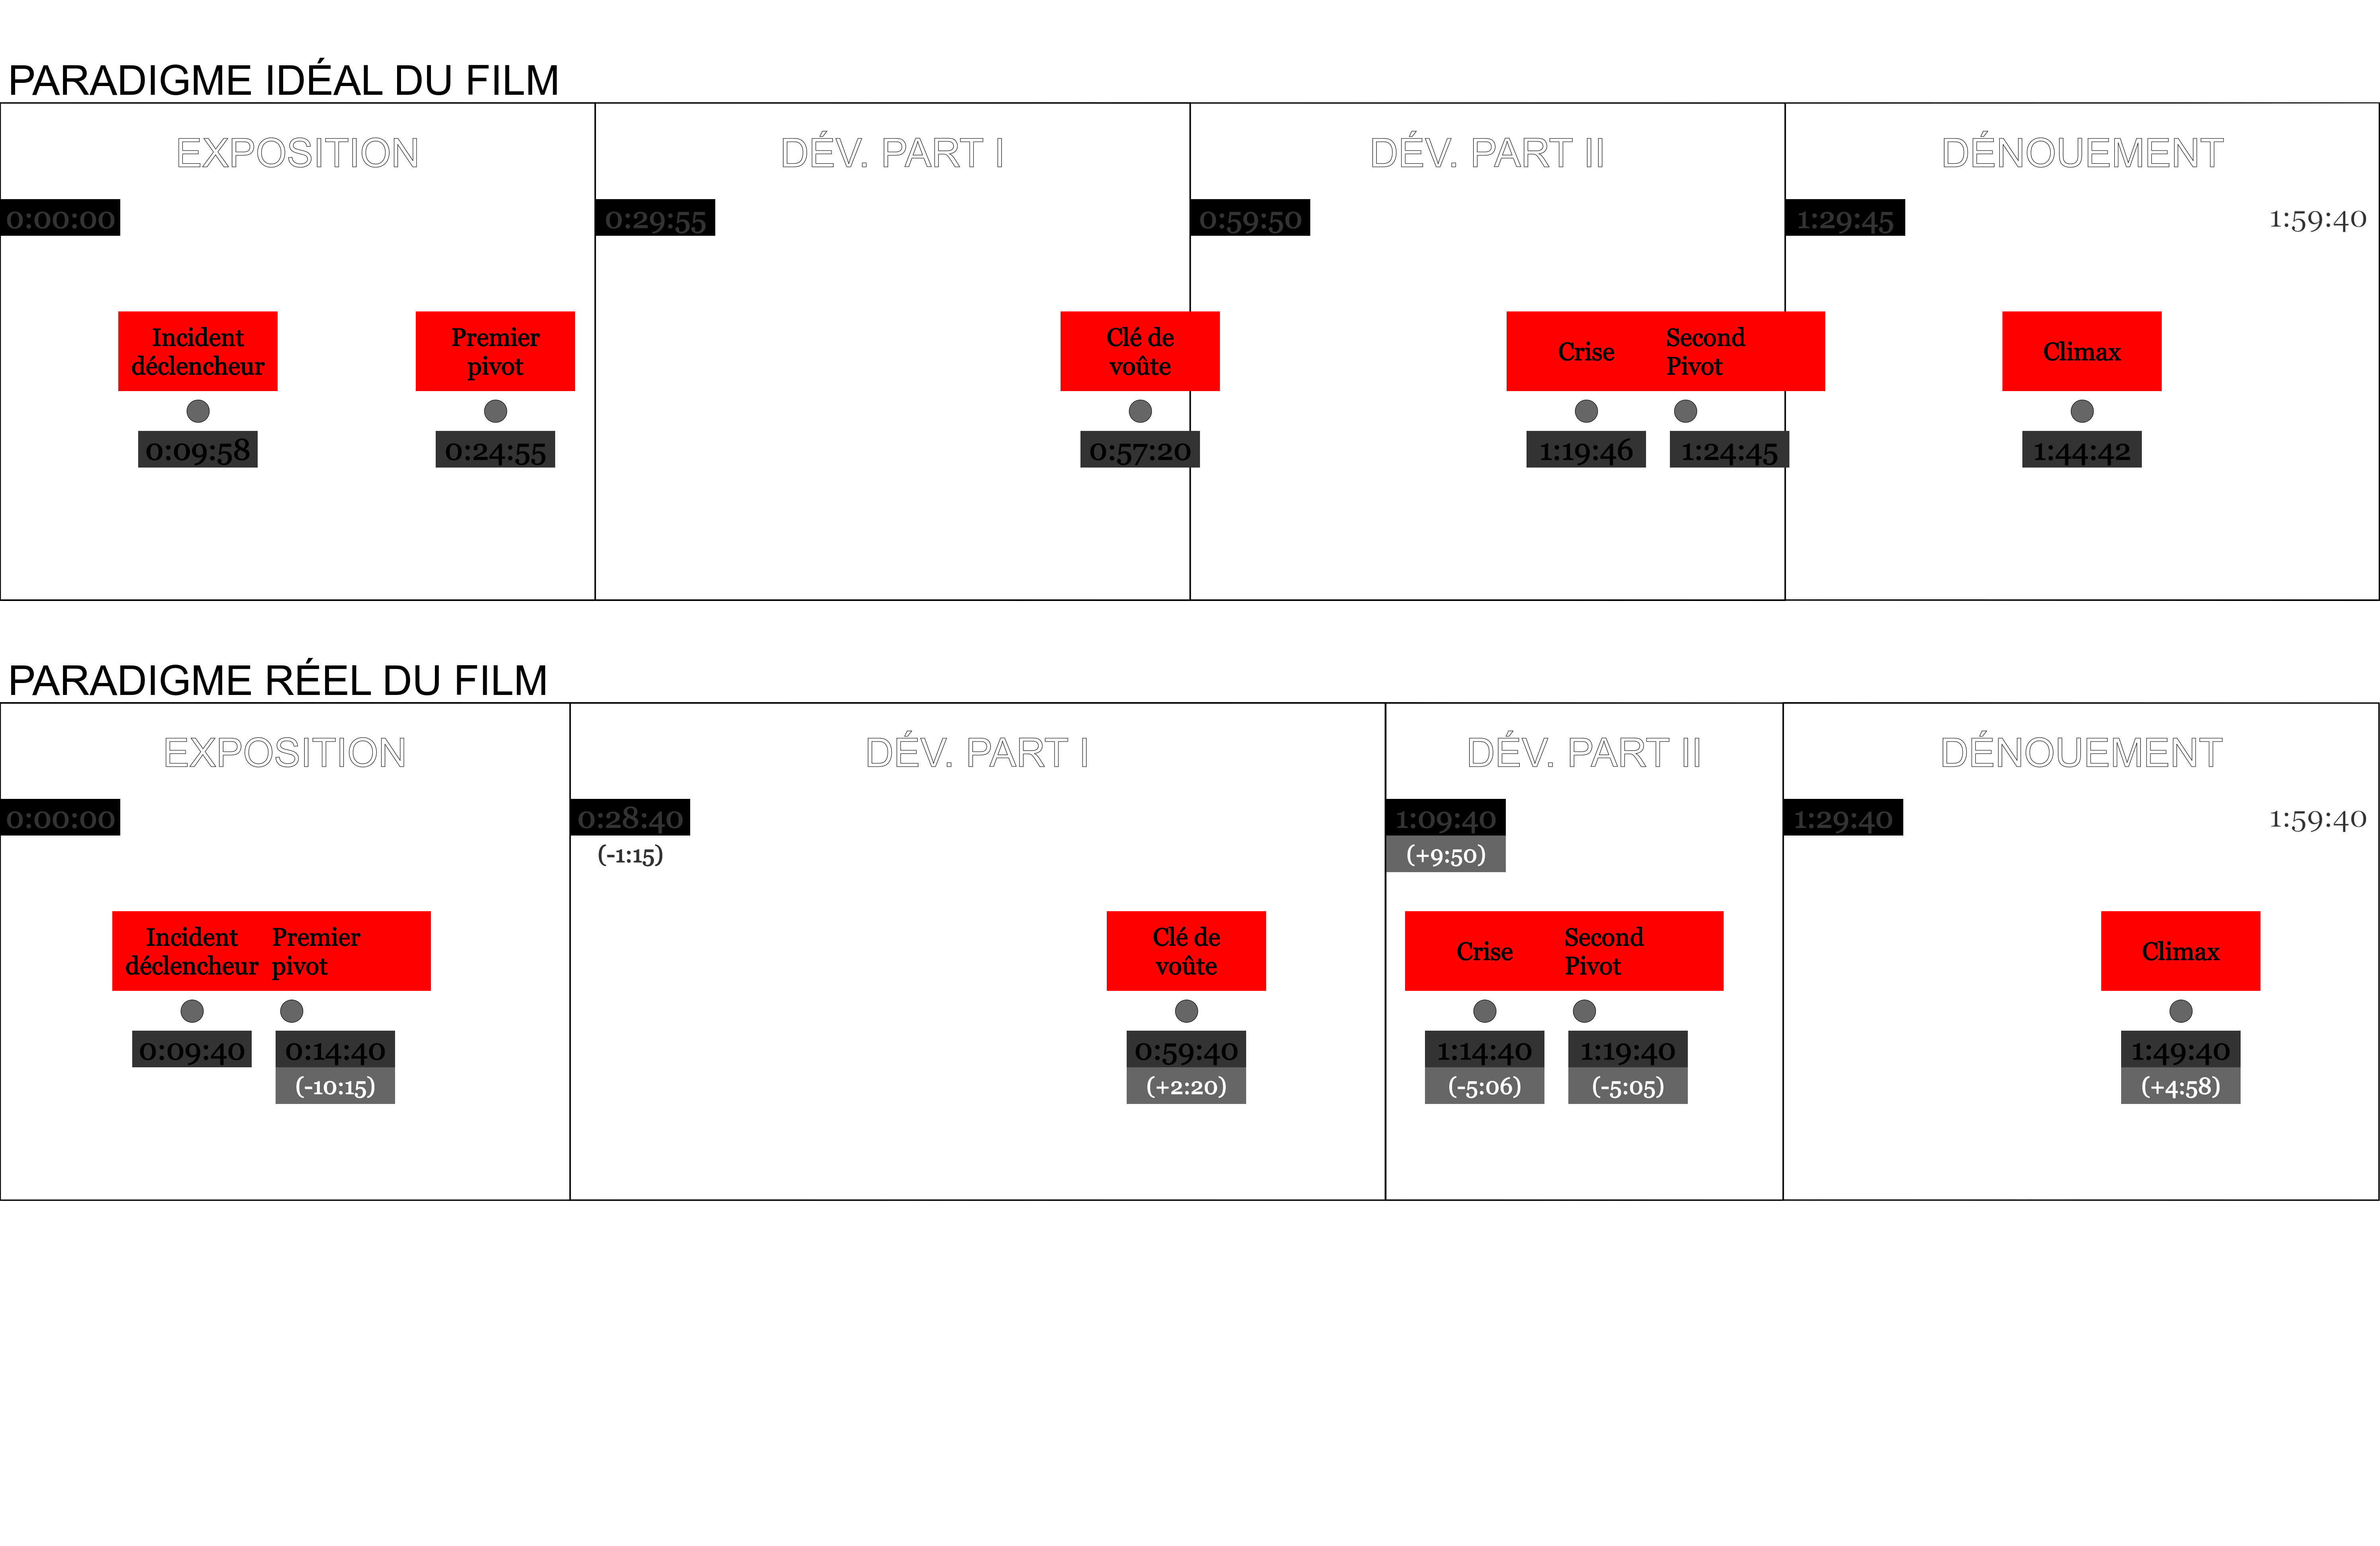 PARADIGME IDÉAL DU FILM
EXPOSITION
DÉV. PART I
DÉV. PART II
DÉNOUEMENT
0:00:00
0:29:55
0:59:50
1:29:45
1:59:40
Incident
déclencheur
Premier
pivot
Clé de
voûte
Crise
Second
Pivot
Climax
0:09:58
0:24:55
0:57:20
1:19:46
1:24:45
1:44:42
PARADIGME RÉEL DU FILM
EXPOSITION
DÉV. PART I
DÉV. PART II
DÉNOUEMENT
0:00:00
0:28:40
(-1:15)
1:09:40
(+9:50)
1:29:40
1:59:40
Incident
déclencheur
Premier
pivot
Clé de
voûte
Crise
Second
Pivot
Climax
0:09:40
0:14:40
(-10:15)
0:59:40
(+2:20)
1:14:40
(-5:06)
1:19:40
(-5:05)
1:49:40
(+4:58)